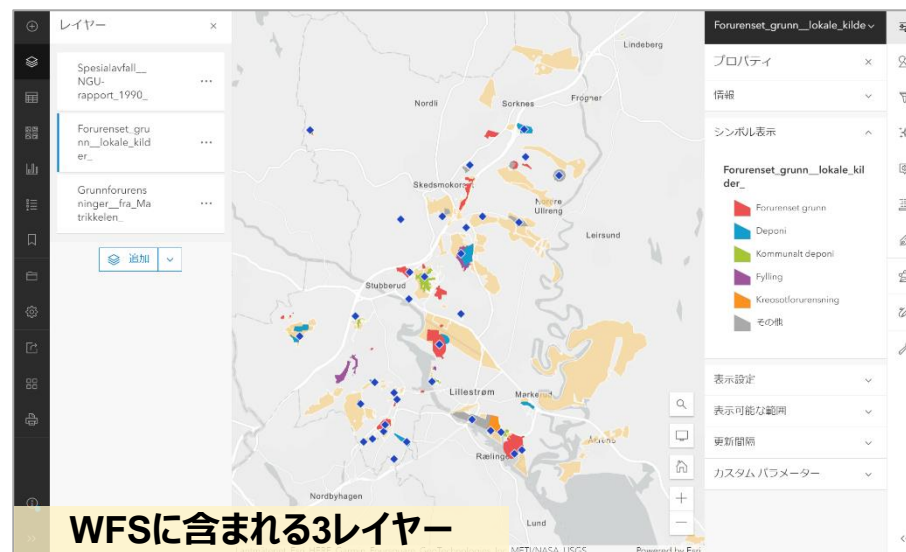 レイヤー
Spesialavfall__
NGU-
rapport_1990_
Forurenset_gru
nn__lokale_kild
er_
Grunnforurens
ninger__fra_Ma
trikkelen_
追加
Lindeberg
Nordli
Sorknes
Frogner
Skedsmokorset
Nordre
Ullreng
Leirsund
Stubberud
Lillestrøm
Rælingen
Nordbyhagen
Lund
Powered by Esri
WFSに含まれる3レイヤー
Forurenset_grunn__lokale_kilde
プロパティ
情報
シンボル表示
Forurenset_grunn__lokale_kil
der_
Forurenset grunn
Deponi
Kommunalt deponi
Fylling
Kreosotforurensning
その他
表示設定
表示可能な範囲
更新間隔
カスタム パラメーター